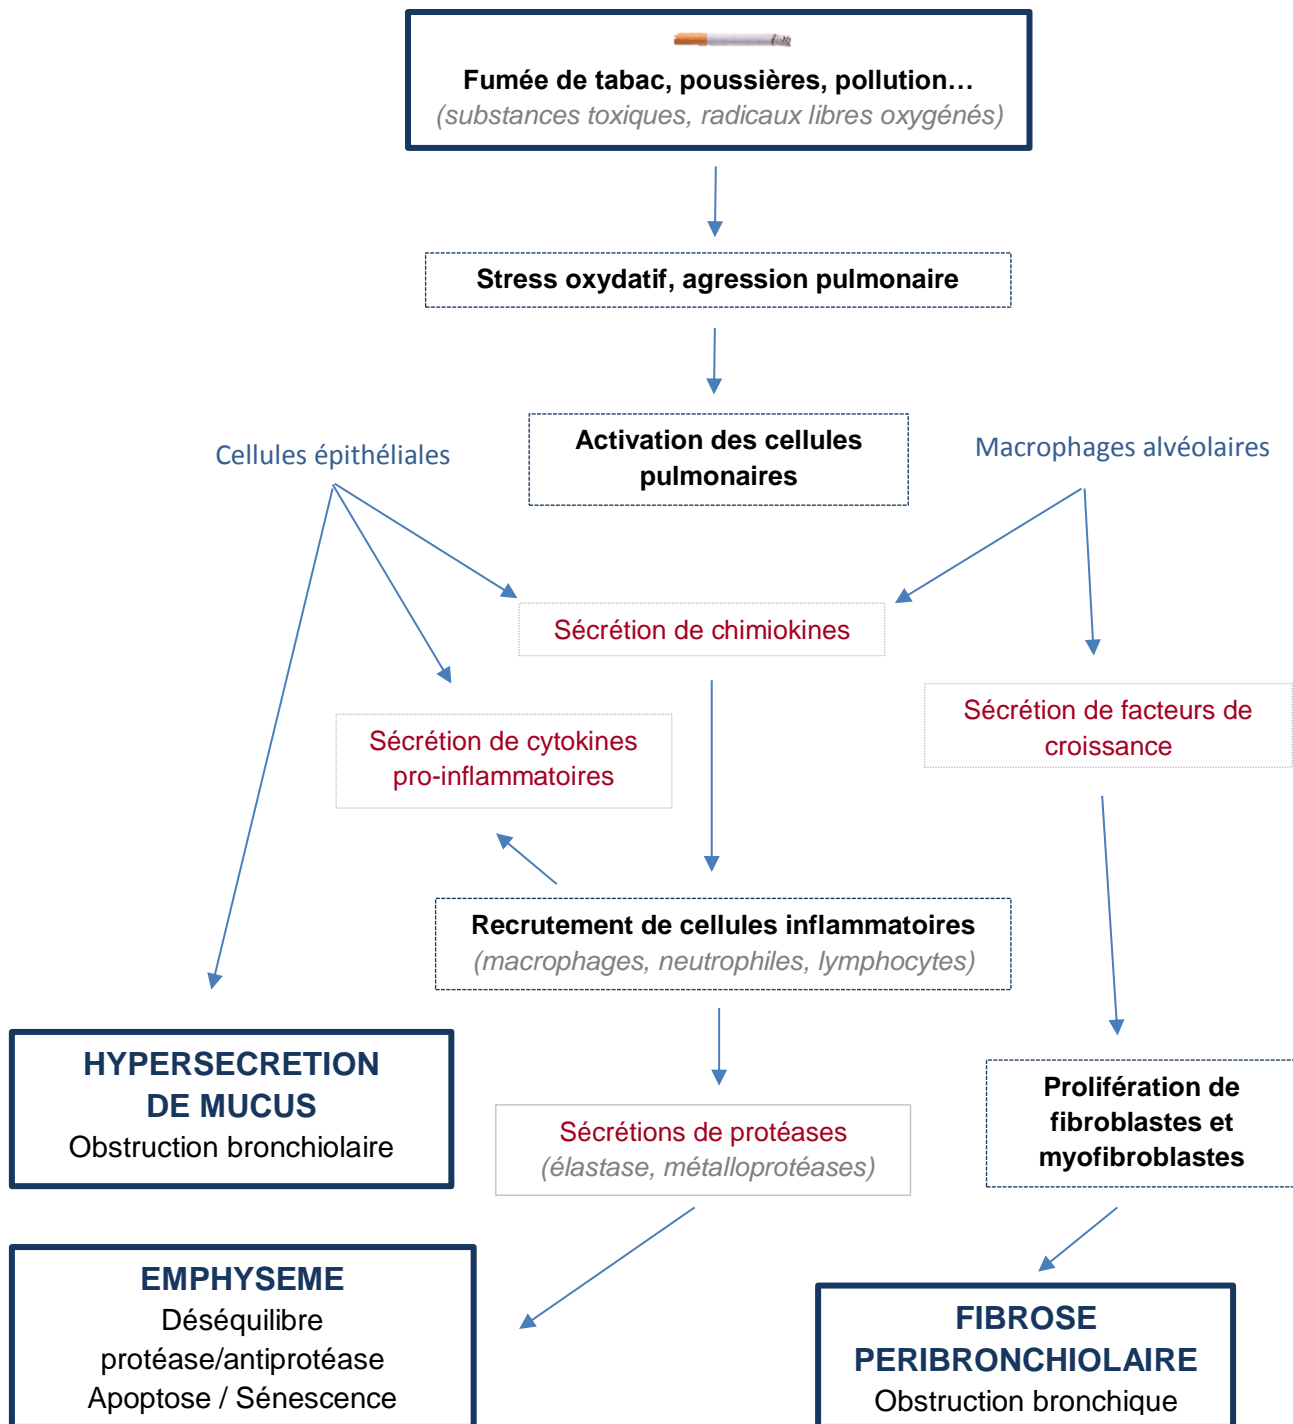 Fumée de tabac, poussières, pollution…
(substances toxiques, radicaux libres oxygénés)
Stress oxydatif, agression pulmonaire
Activation des cellules
pulmonaires
Cellules épithéliales
Macrophages alvéolaires
Sécrétion de chimiokines
Sécrétion de cytokines
pro-inflammatoires
Sécrétion de facteurs de
croissance
Recrutement de cellules inflammatoires
(macrophages, neutrophiles, lymphocytes)
HYPERSECRETION
DE MUCUS
Obstruction bronchiolaire
Sécrétions de protéases
(élastase, métalloprotéases)
Prolifération de
fibroblastes et
myofibroblastes
EMPHYSEME
Déséquilibre
protéase/antiprotéase
Apoptose / Sénescence
FIBROSE
PERIBRONCHIOLAIRE
Obstruction bronchique